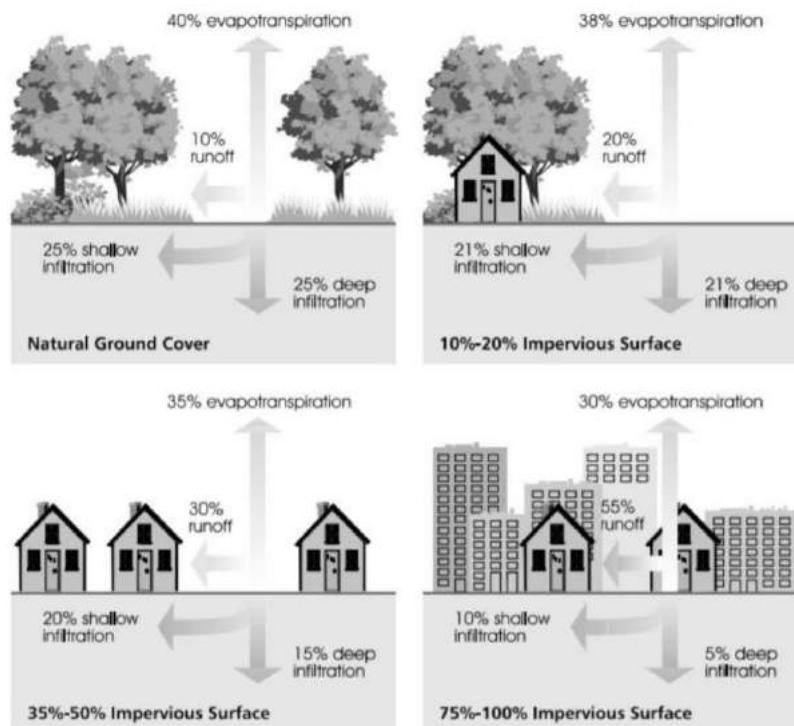 40% evapotranspiration
10%
runoff
25% shallow
infiltration
25% deep
infiltration
Natural Ground Cover
38% evapotranspiration
20%
runoff
21% shallow
infiltration
21% deep
infiltration
10%-20% Impervious Surface
35% evapotranspiration
30%
runoff
20% shallow
infiltration
15% deep
infiltration
35%-50% Impervious Surface
30% evapotranspiration
55%
runoff
10% shallow
infiltration
5% deep
infiltration
75%-100% Impervious Surface